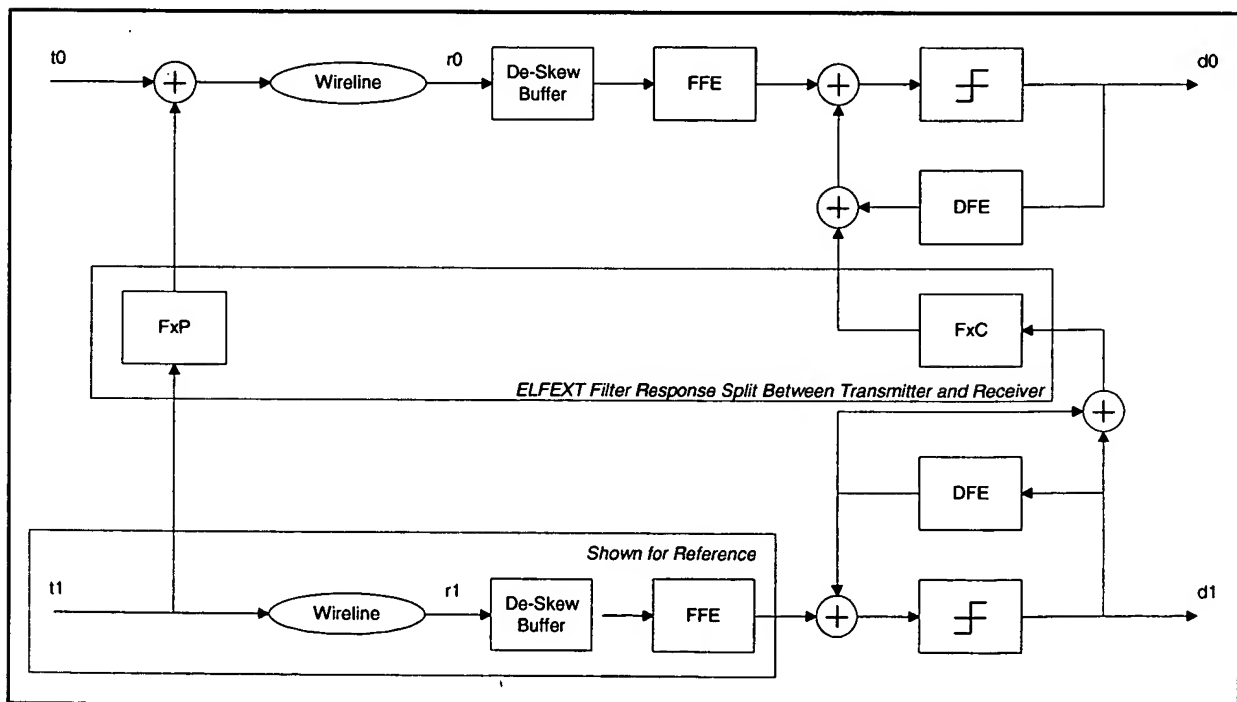 t0
Wireline
r0
De-Skew
Buffer
FFE
d0
DFE
FxP
FxC
ELFEXT Filter Response Split Between Transmitter and Receiver
DFE
Shown for Reference
t1
Wireline
r1
De-Skew
Buffer
FFE
d1